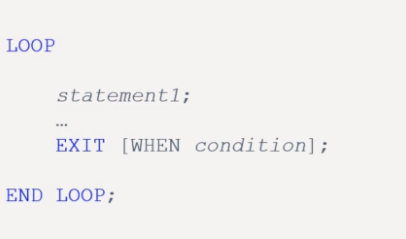 LOOP
statement1;
…
EXIT [WHEN condition];
END LOOP;